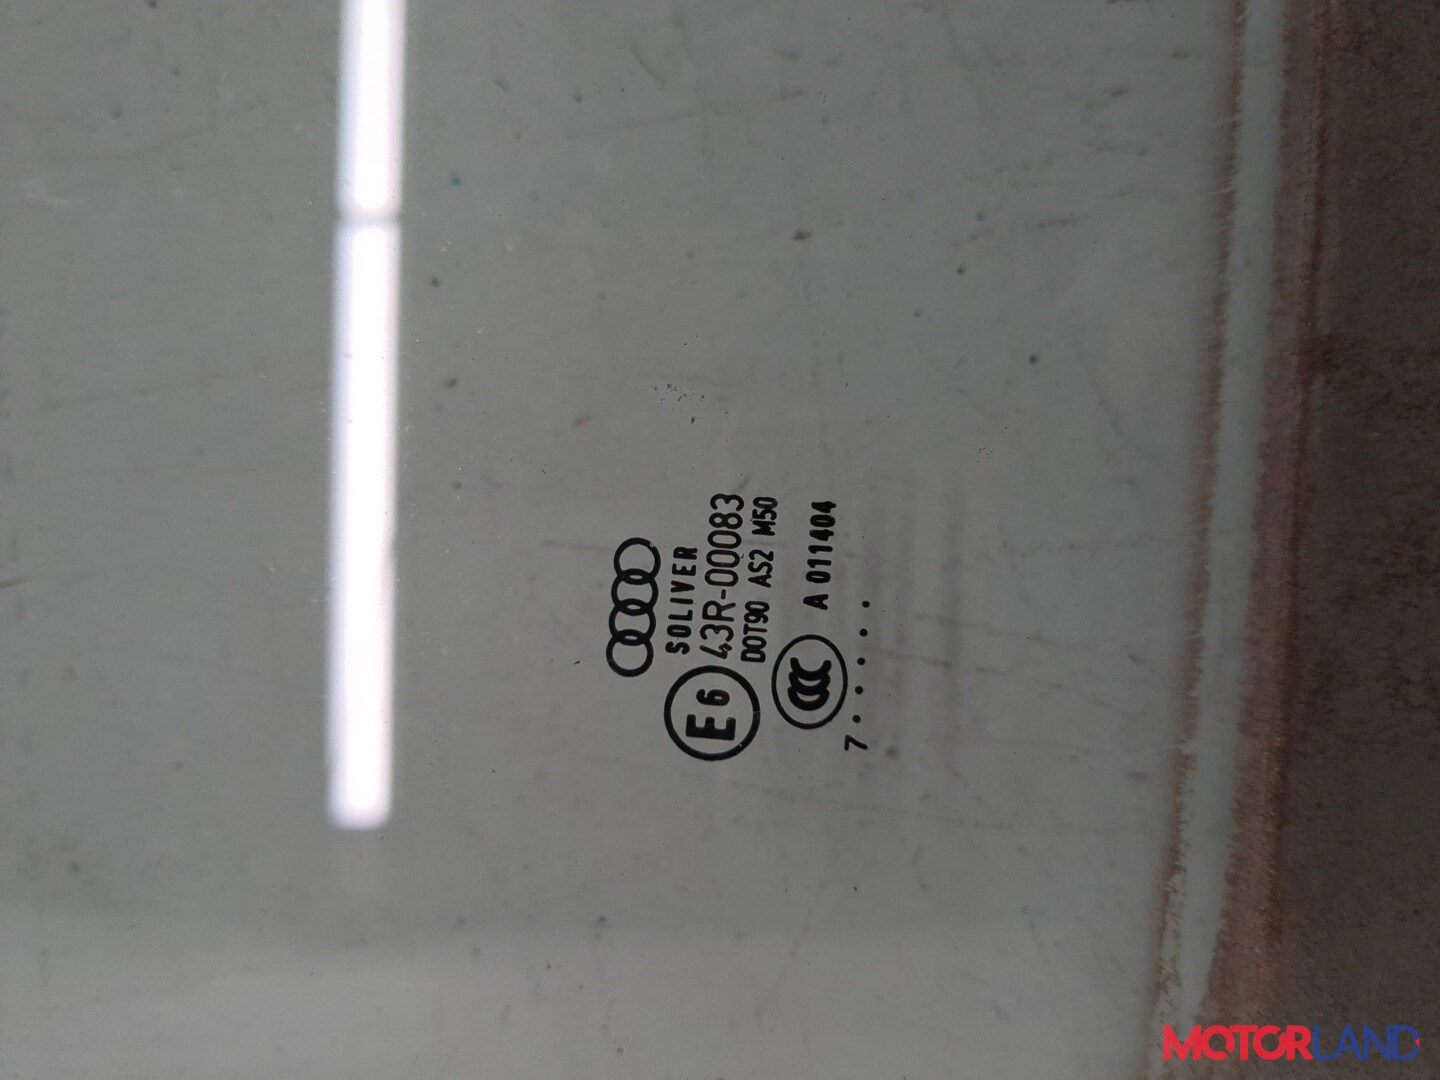 SOLIVER
E6 43R-00083
DOT90 AS2 M50
CCC A 011404
7 . . . . . .
MOTORLAND